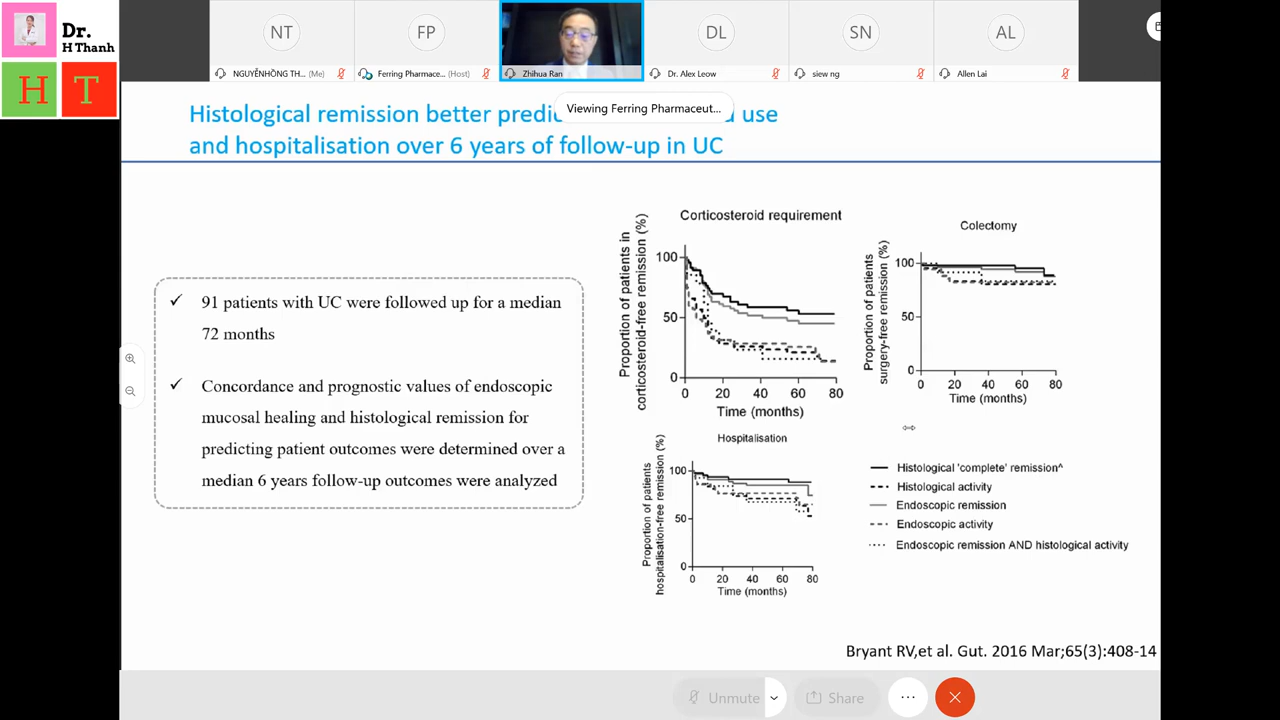 Dr.
H Thanh
H T
NT
FP
DL
SN
AL
NGUYỄNHỒNG TH... (Me)
Ferring Pharmace... (Host)
Zhihua Ran
Dr. Alex Leow
siew ng
Allen Lai
Viewing Ferring Pharmaceut...
Histological remission better use
and hospitalisation over 6 years of follow-up in UC
✓ 91 patients with UC were followed up for a median
72 months
✓ Concordance and prognostic values of endoscopic
mucosal healing and histological remission for
predicting patient outcomes were determined over a
median 6 years follow-up outcomes were analyzed
Corticosteroid requirement
Proportion of patients in
corticosteroid-free remission (%)
100
50
0
0 20 40 60 80
Time (months)
Colectomy
Proportion of patients
surgery-free remission (%)
100
50
0
0 20 40 60 80
Time (months)
Hospitalisation
Proportion of patients
hospitalisation-free remission (%)
100
50
0
0 20 40 60 80
Time (months)
Histological 'complete' remission^
Histological activity
Endoscopic remission
Endoscopic activity
Endoscopic remission AND histological activity
Bryant RV,et al. Gut. 2016 Mar;65(3):408-14
Unmute
Share